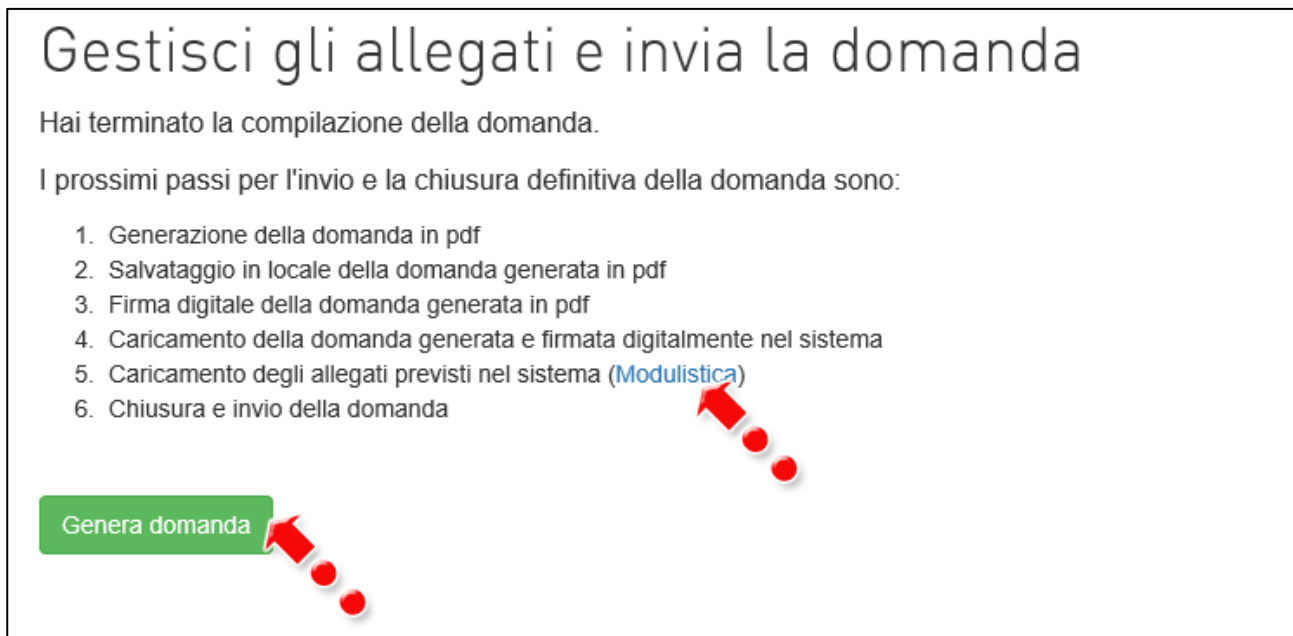 Gestisci gli allegati e invia la domanda
Hai terminato la compilazione della domanda.
I prossimi passi per l'invio e la chiusura definitiva della domanda sono:
1. Generazione della domanda in pdf
2. Salvataggio in locale della domanda generata in pdf
3. Firma digitale della domanda generata in pdf
4. Caricamento della domanda generata e firmata digitalmente nel sistema
5. Caricamento degli allegati previsti nel sistema (Modulistica)
6. Chiusura e invio della domanda
Genera domanda